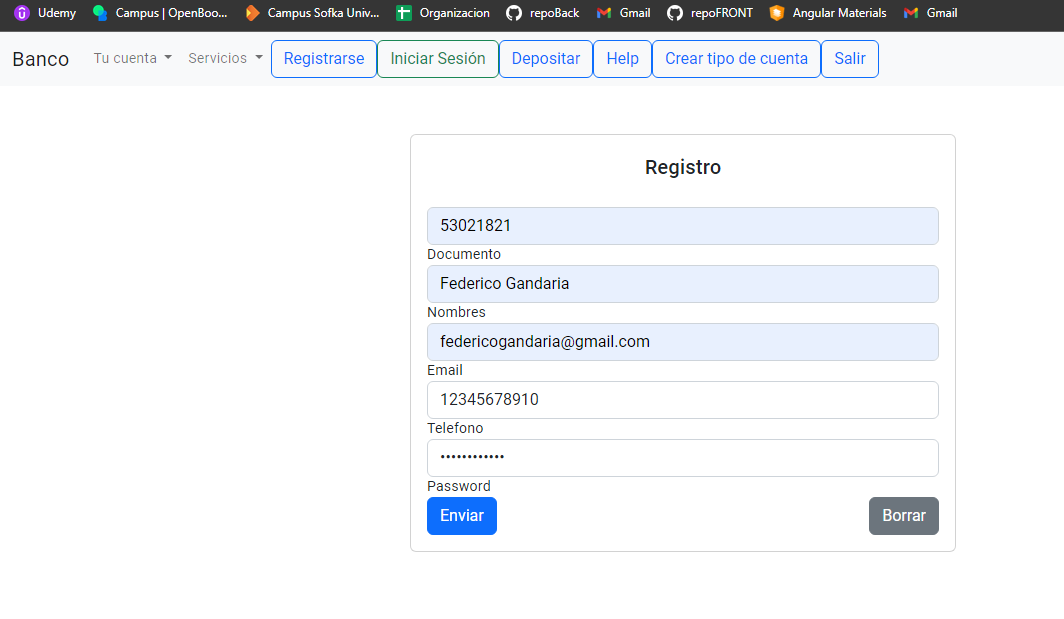 Udemy Campus | OpenBoo... Campus Sofka Univ... Organizacion repoBack Gmail repoFRONT Angular Materials Gmail
Banco Tu cuenta Servicios Registrarse Iniciar Sesión Depositar Help Crear tipo de cuenta Salir
Registro
53021821
Documento
Federico Gandaria
Nombres
federicogandaria@gmail.com
Email
12345678910
Telefono
••••••••••••
Password
Enviar Borrar